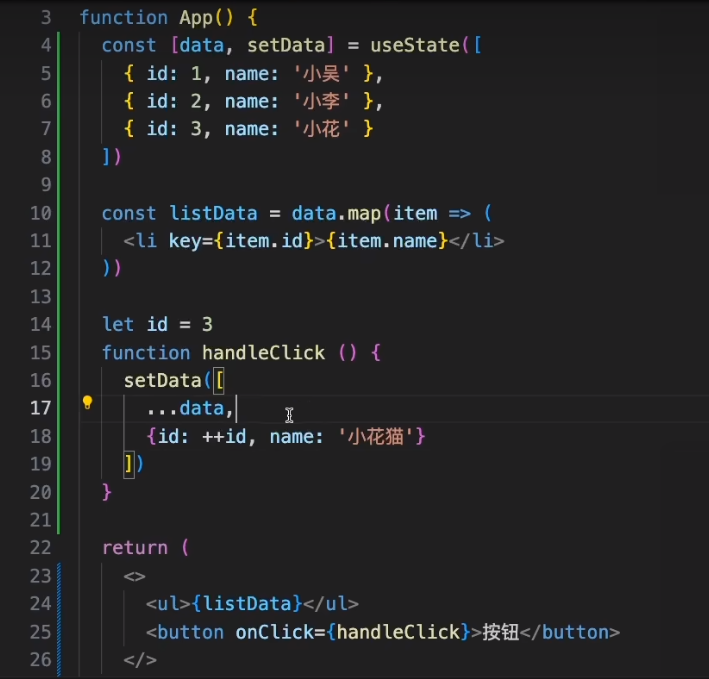 3 function App() {
4 const [data, setData] = useState([
5 { id: 1, name: '小吴' },
6 { id: 2, name: '小李' },
7 { id: 3, name: '小花' }
8 ])
9
10 const listData = data.map(item => (
11 <li key={item.id}>{item.name}</li>
12 ))
13
14 let id = 3
15 function handleClick () {
16 setData([
17 ...data,
18 {id: ++id, name: '小花猫'}
19 ])
20 }
21
22 return (
23 <>
24 <ul>{listData}</ul>
25 <button onClick={handleClick}>按钮</button>
26 </>